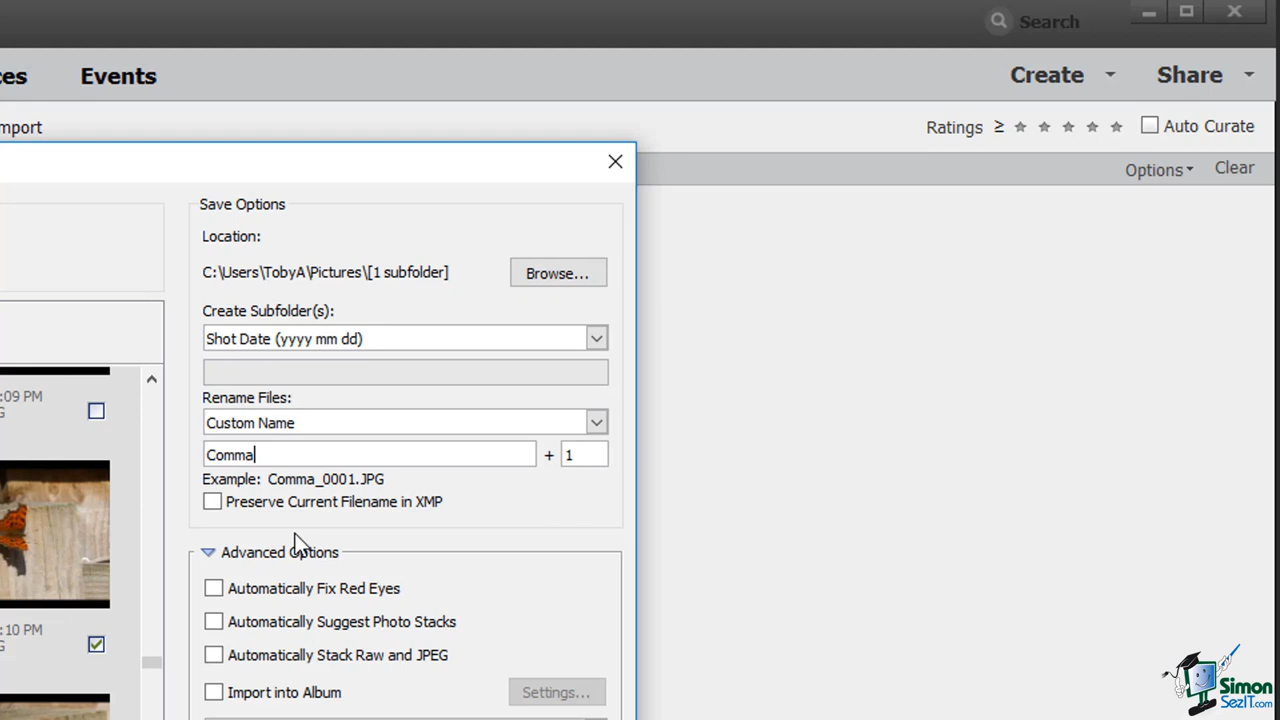 Search
ces Events Create Share
mport Ratings ≥ Auto Curate
Options Clear
Save Options
Location:
C:\Users\TobyA\Pictures\[1 subfolder] Browse...
Create Subfolder(s):
Shot Date (yyyy mm dd)
Rename Files:
:09 PM
G
Custom Name
Comma + 1
Example: Comma_0001.JPG
Preserve Current Filename in XMP
Advanced Options
Automatically Fix Red Eyes
Automatically Suggest Photo Stacks
:10 PM
G
Automatically Stack Raw and JPEG
Import into Album Settings...
Simon
SezIT.com